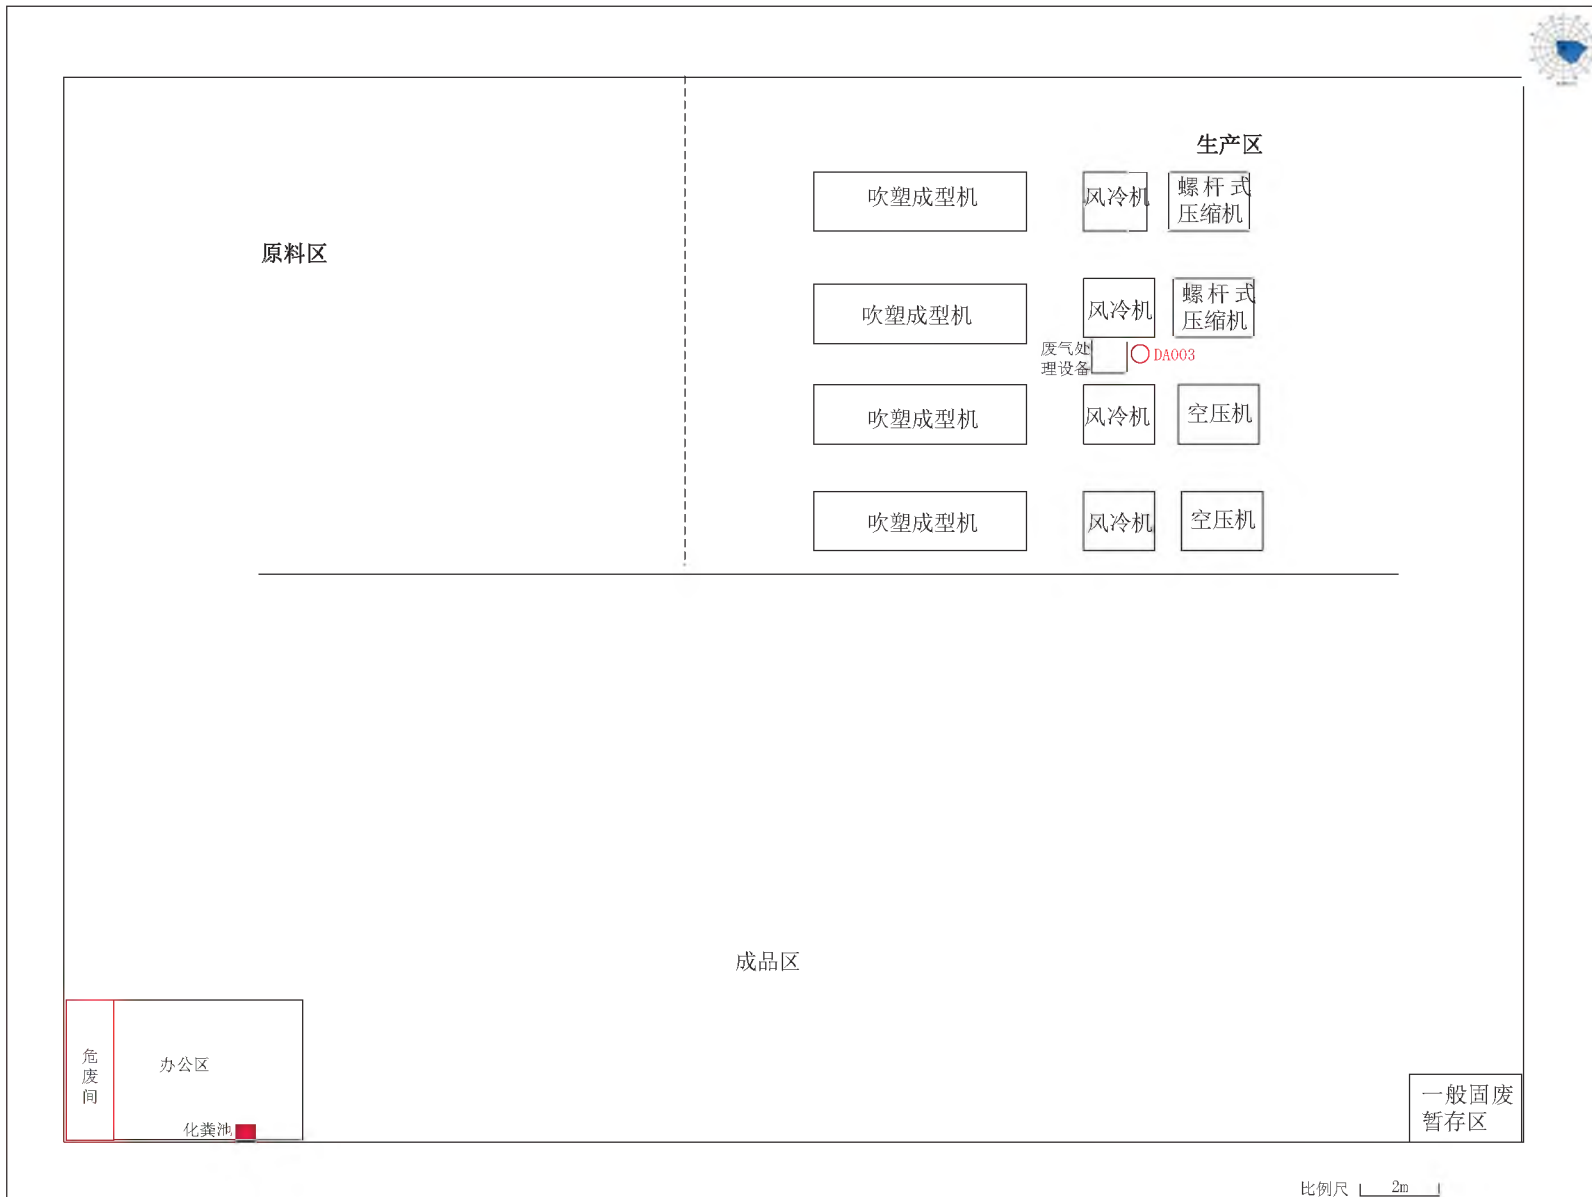 生产区
吹塑成型机
风冷机
螺杆式
压缩机
原料区
吹塑成型机
风冷机
螺杆式
压缩机
废气处
理设备
DA003
吹塑成型机
风冷机
空压机
吹塑成型机
风冷机
空压机
成品区
危
废
间
办公区
化粪池
一般固废
暂存区
比例尺
2m